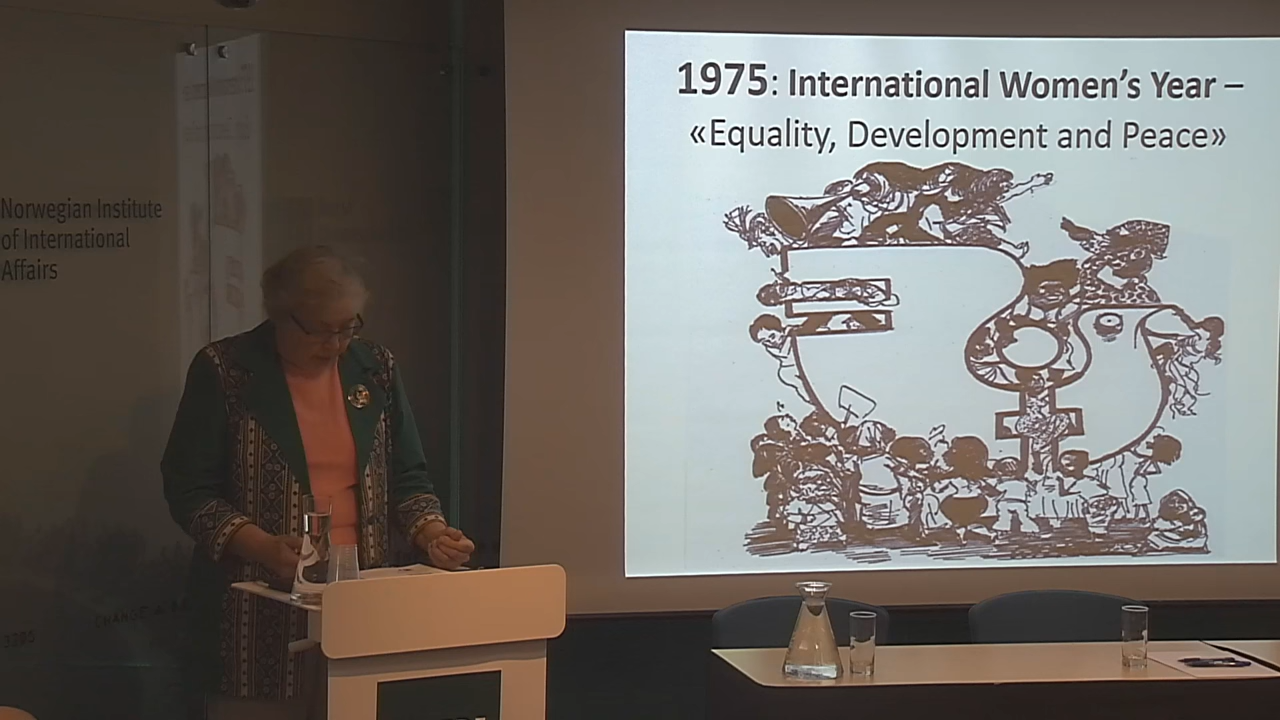 1975: International Women's Year –
«Equality, Development and Peace»
Norwegian Institute
of International
Affairs